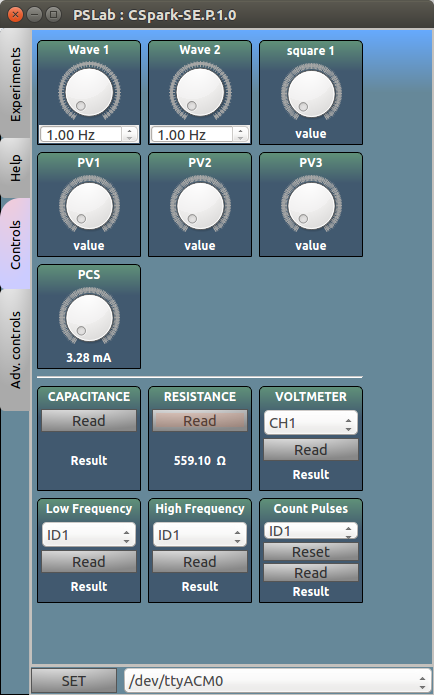 PSLab : CSpark-SE.P.1.0
Experiments
Help
Controls
Adv. controls
Wave 1
Wave 2
square 1
1.00 Hz
1.00 Hz
value
PV1
PV2
PV3
value
value
value
PCS
3.28 mA
CAPACITANCE
RESISTANCE
VOLTMETER
Read
Read
CH1
Read
Result
559.10 Ω
Result
Low Frequency
High Frequency
Count Pulses
ID1
ID1
ID1
Reset
Read
Read
Read
Result
Result
Result
SET
/dev/ttyACM0